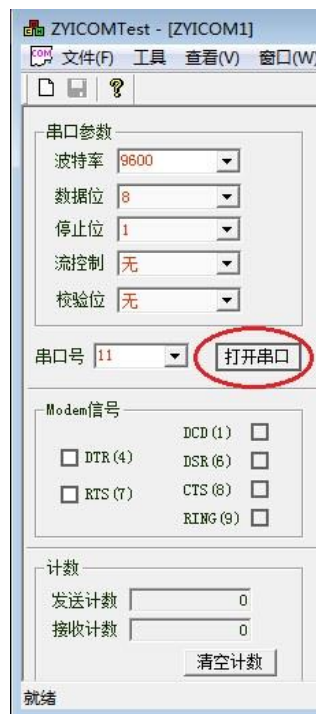 ZYICOMTest - [ZYICOM1]
COM 文件(F) 工具 查看(V) 窗口(W)
串口参数
波特率 9600
数据位 8
停止位 1
流控制 无
校验位 无
串口号 11 打开串口
Modem信号
DCD(1)
DTR(4) DSR(6)
RTS(7) CTS(8)
RING(9)
计数
发送计数 0
接收计数 0
清空计数
就绪